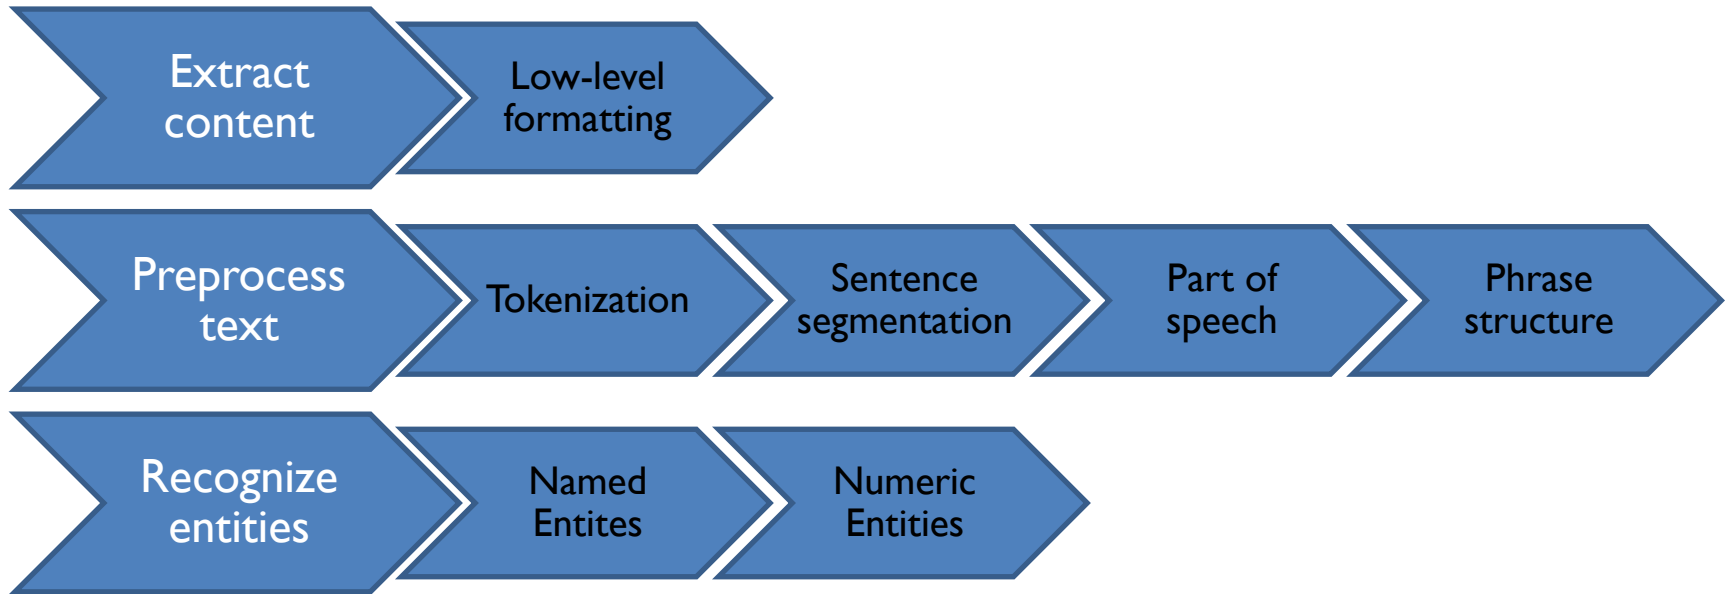 Extract
content
Low-level
formatting
Preprocess
text
Tokenization
Sentence
segmentation
Part of
speech
Phrase
structure
Recognize
entities
Named
Entites
Numeric
Entities